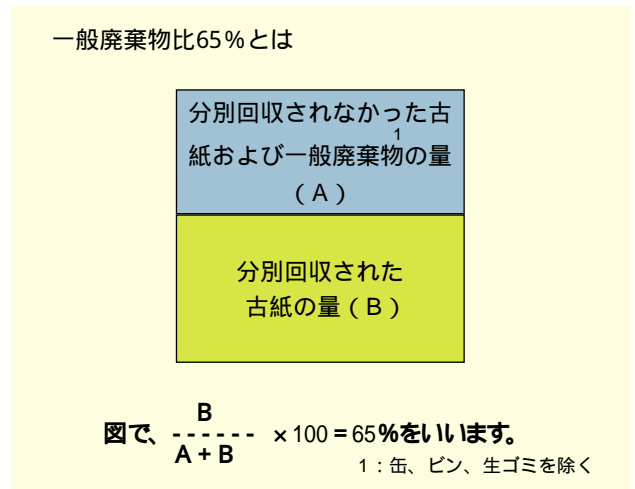 一般廃棄物比65%とは
分別回収されなかった古
1
紙および一般廃棄物の量
(A)
分別回収された
古紙の量(B)
B
図で、------ ×100=65%をいいます。
A+B
1:缶、ビン、生ゴミを除く